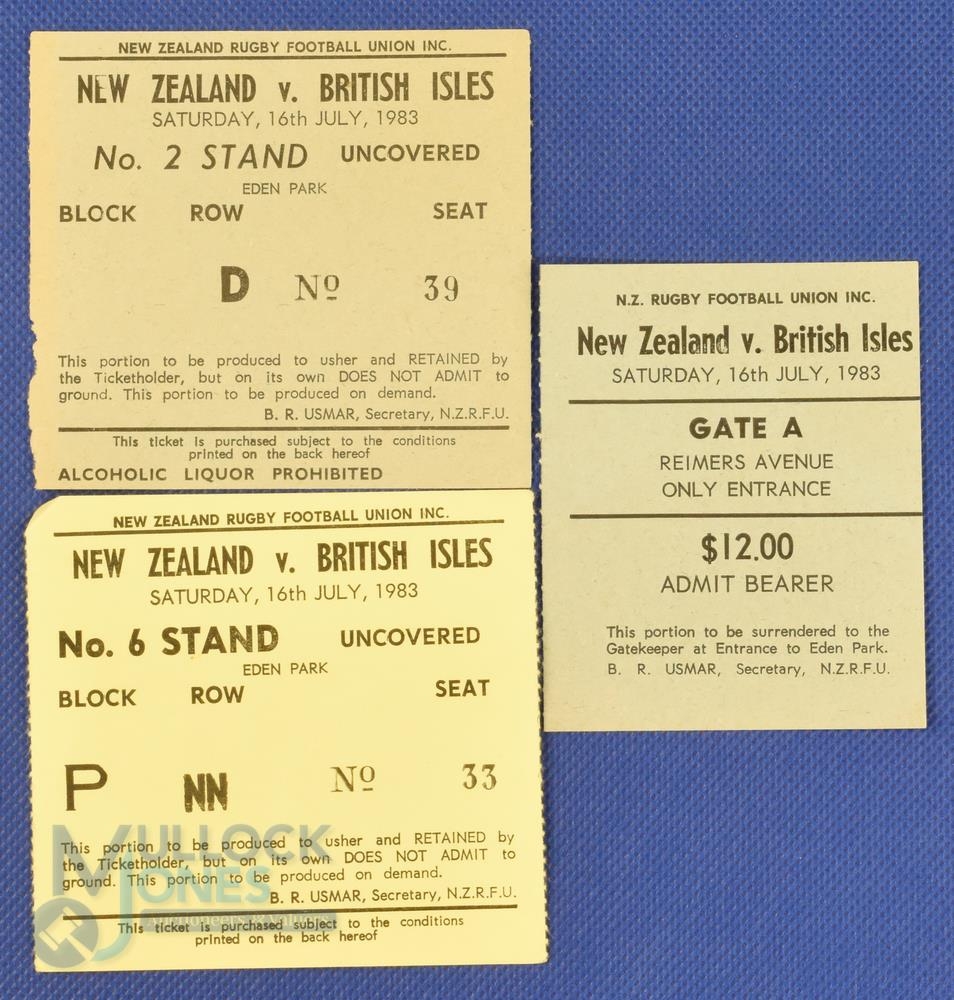 NEW ZEALAND RUGBY FOOTBALL UNION INC.
NEW ZEALAND v. BRITISH ISLES
SATURDAY, 16th JULY, 1983
No. 2 STAND UNCOVERED
EDEN PARK
BLOCK ROW SEAT
D Nº 39
This portion to be produced to usher and RETAINED by
the Ticketholder, but on its own DOES NOT ADMIT to
ground. This portion to be produced on demand.
B. R. USMAR, Secretary, N.Z.R.F.U.
This ticket is purchased subject to the conditions
printed on the back hereof
ALCOHOLIC LIQUOR PROHIBITED
NEW ZEALAND RUGBY FOOTBALL UNION INC.
NEW ZEALAND v. BRITISH ISLES
SATURDAY, 16th JULY, 1983
No. 6 STAND UNCOVERED
EDEN PARK
BLOCK ROW SEAT
P NN Nº 33
This portion to be produced to usher and RETAINED by
the Ticketholder, but on its own DOES NOT ADMIT to
ground. This portion to be produced on demand.
B. R. USMAR, Secretary, N.Z.R.F.U.
This ticket is purchased subject to the conditions
printed on the back hereof
MULLOCK
JONES
Auctioneers & Valuers
N.Z. RUGBY FOOTBALL UNION INC.
New Zealand v. British Isles
SATURDAY, 16th JULY, 1983
GATE A
REIMERS AVENUE
ONLY ENTRANCE
$12.00
ADMIT BEARER
This portion to be surrendered to the
Gatekeeper at Entrance to Eden Park.
B. R. USMAR, Secretary, N.Z.R.F.U.